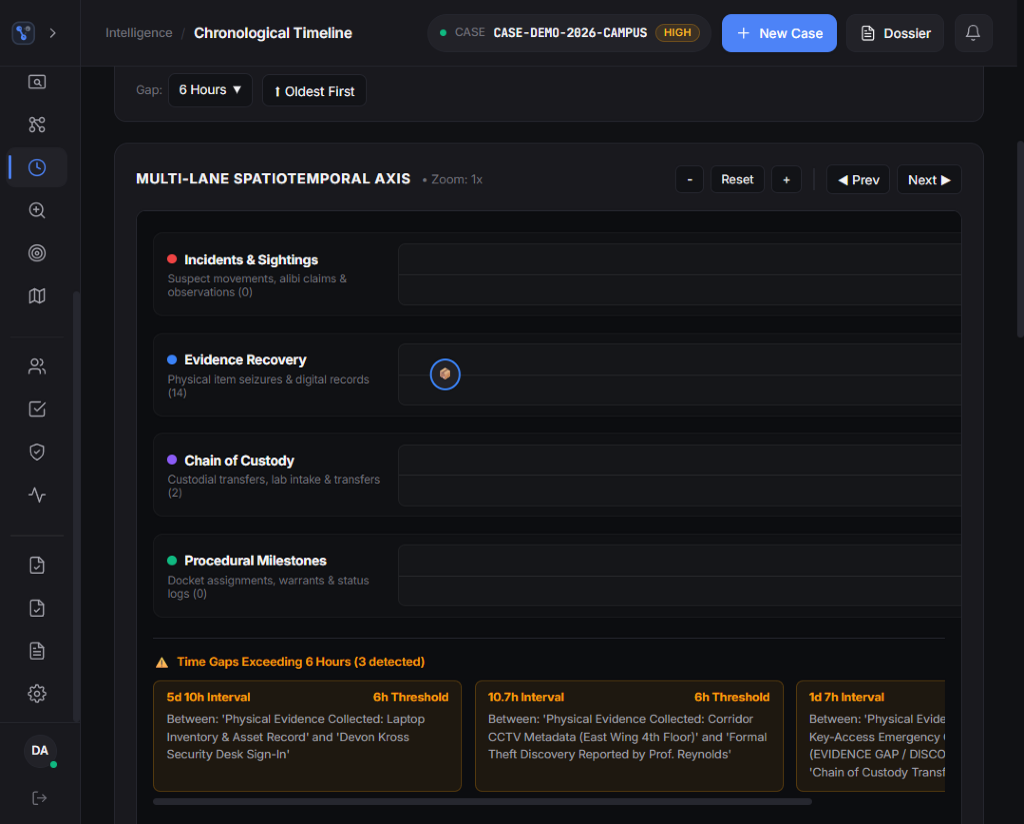 Intelligence / Chronological Timeline
CASE CASE-DEMO-2026-CAMPUS HIGH
+ New Case
Dossier
Gap: 6 Hours ▼
↑ Oldest First
MULTI-LANE SPATIOTEMPORAL AXIS • Zoom: 1x
- Reset + ◀ Prev Next ▶
Incidents & Sightings
Suspect movements, alibi claims &
observations (0)
Evidence Recovery
Physical item seizures & digital records
(14)
Chain of Custody
Custodial transfers, lab intake & transfers
(2)
Procedural Milestones
Docket assignments, warrants & status
logs (0)
Time Gaps Exceeding 6 Hours (3 detected)
5d 10h Interval 6h Threshold
Between: 'Physical Evidence Collected: Laptop
Inventory & Asset Record' and 'Devon Kross
Security Desk Sign-In'
10.7h Interval 6h Threshold
Between: 'Physical Evidence Collected: Corridor
CCTV Metadata (East Wing 4th Floor)' and 'Formal
Theft Discovery Reported by Prof. Reynolds'
1d 7h Interval
Between: 'Physical Evide
Key-Access Emergency
(EVIDENCE GAP / DISCO
'Chain of Custody Transf
DA